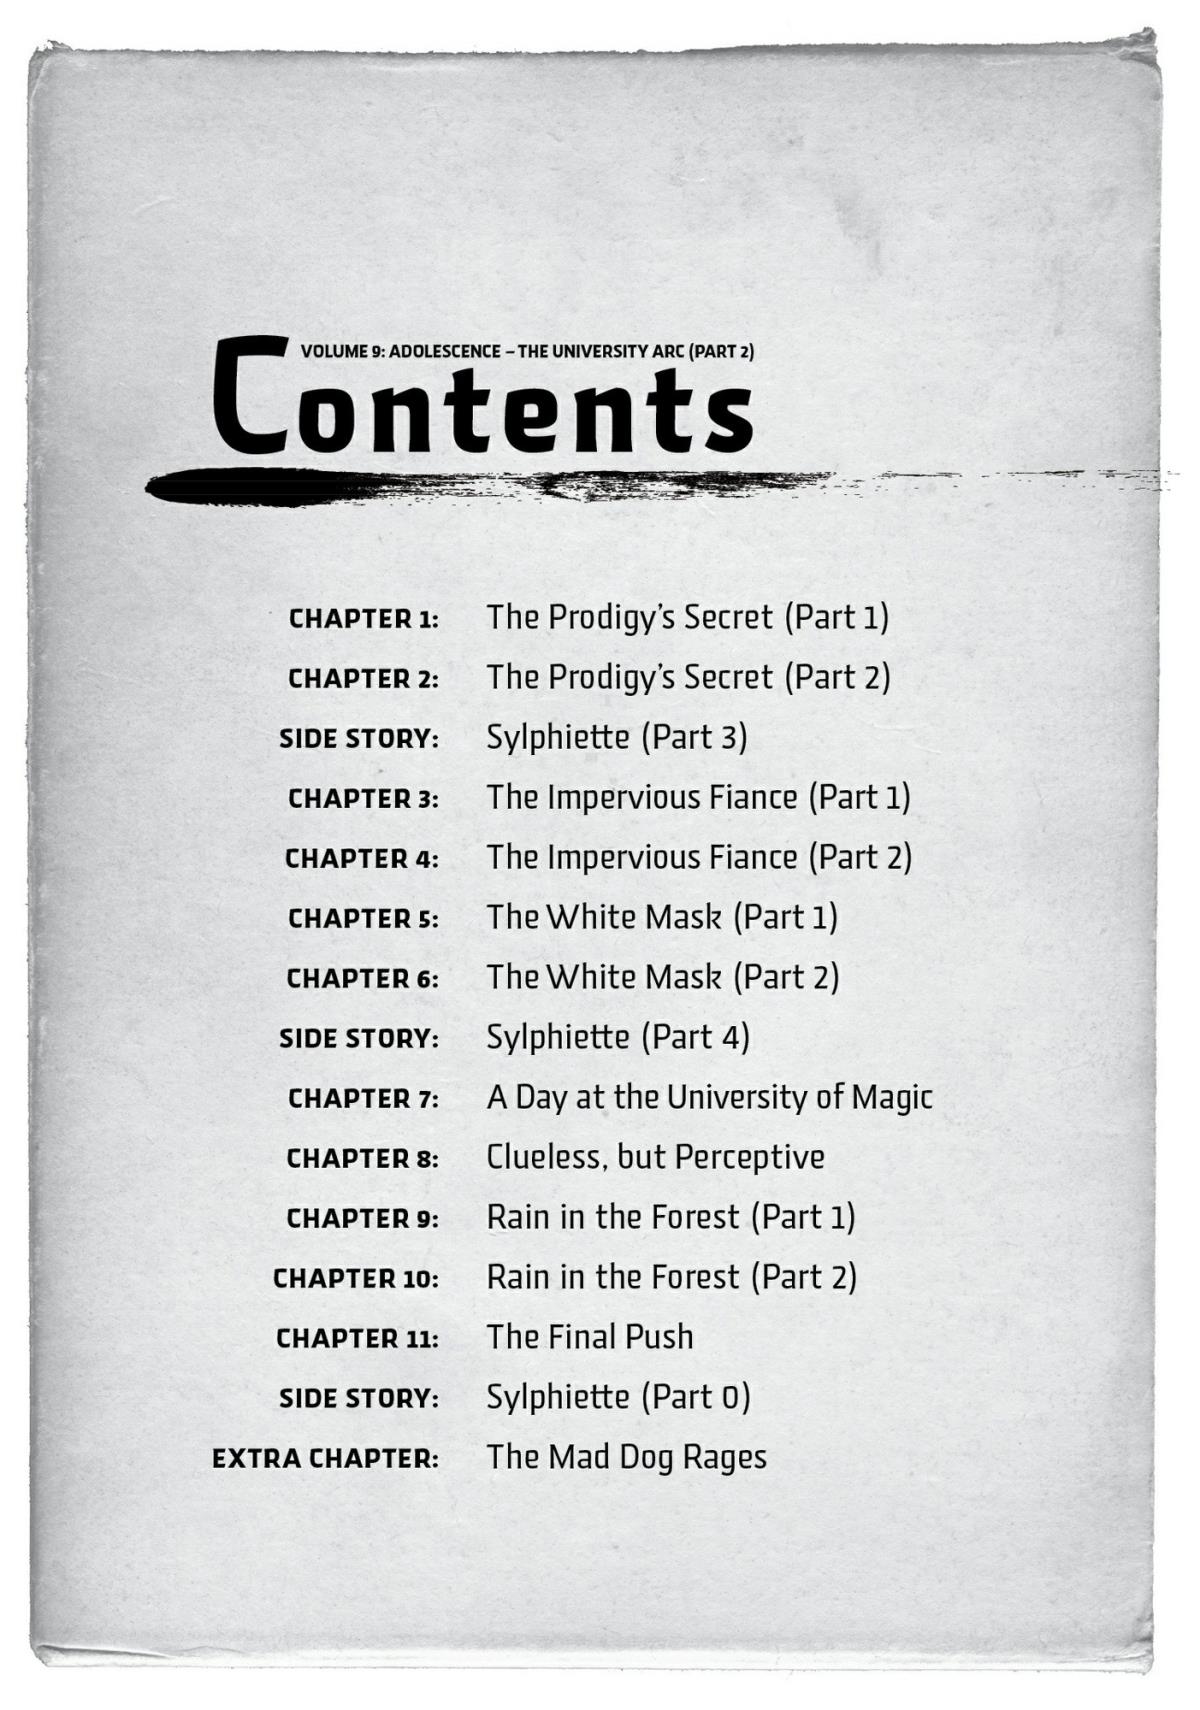 VOLUME 9: ADOLESCENCE – THE UNIVERSITY ARC (PART 2)
Contents
CHAPTER 1: The Prodigy’s Secret (Part 1)
CHAPTER 2: The Prodigy’s Secret (Part 2)
SIDE STORY: Sylphiette (Part 3)
CHAPTER 3: The Impervious Fiance (Part 1)
CHAPTER 4: The Impervious Fiance (Part 2)
CHAPTER 5: The White Mask (Part 1)
CHAPTER 6: The White Mask (Part 2)
SIDE STORY: Sylphiette (Part 4)
CHAPTER 7: A Day at the University of Magic
CHAPTER 8: Clueless, but Perceptive
CHAPTER 9: Rain in the Forest (Part 1)
CHAPTER 10: Rain in the Forest (Part 2)
CHAPTER 11: The Final Push
SIDE STORY: Sylphiette (Part 0)
EXTRA CHAPTER: The Mad Dog Rages